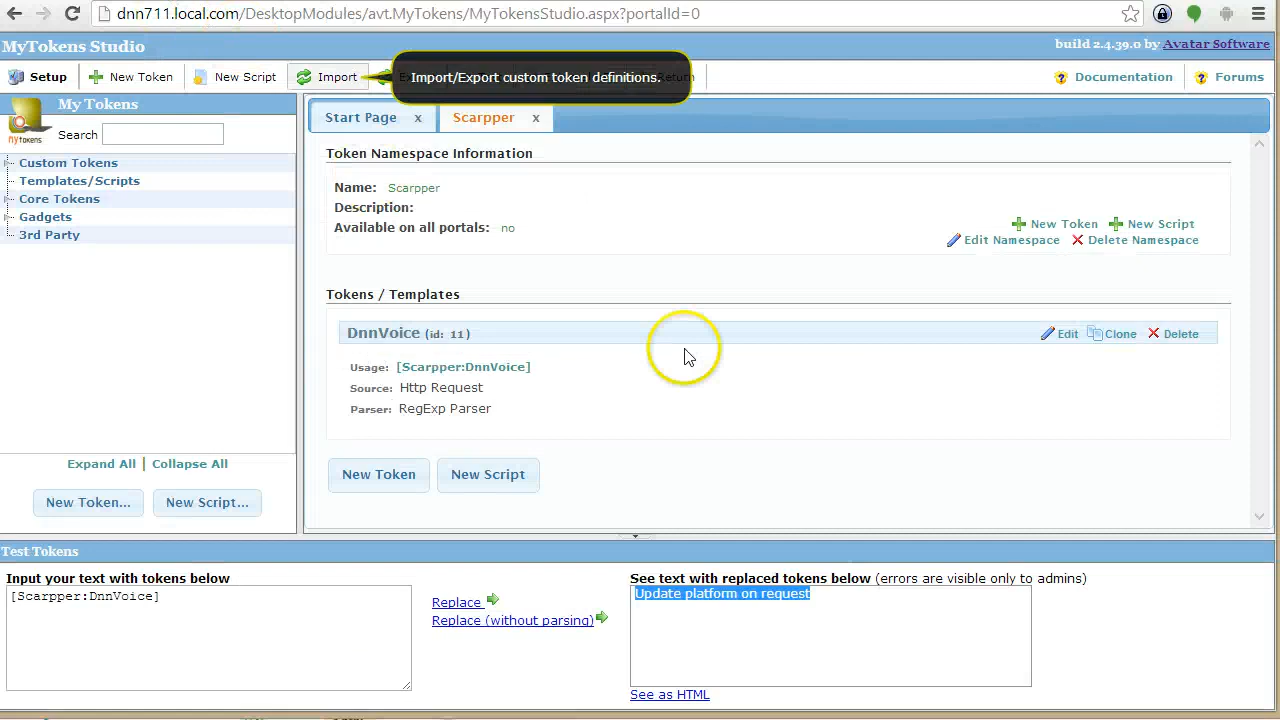 dnn711.local.com/DesktopModules/avt.MyTokens/MyTokensStudio.aspx?portalId=0
MyTokens Studio
build 2.4.39.0 by Avatar Software
Setup
New Token
New Script
Import
Import/Export custom token definitions.
Documentation
Forums
My Tokens
my tokens
Search
Custom Tokens
Templates/Scripts
Core Tokens
Gadgets
3rd Party
Expand All | Collapse All
New Token...
New Script...
Start Page x
Scarpper x
Token Namespace Information
Name: Scarpper
Description:
Available on all portals: no
New Token New Script
Edit Namespace Delete Namespace
Tokens / Templates
DnnVoice (id: 11)
Edit Clone Delete
Usage: [Scarpper:DnnVoice]
Source: Http Request
Parser: RegExp Parser
New Token
New Script
Test Tokens
Input your text with tokens below
[Scarpper:DnnVoice]
Replace
Replace (without parsing)
See text with replaced tokens below (errors are visible only to admins)
Update platform on request
See as HTML